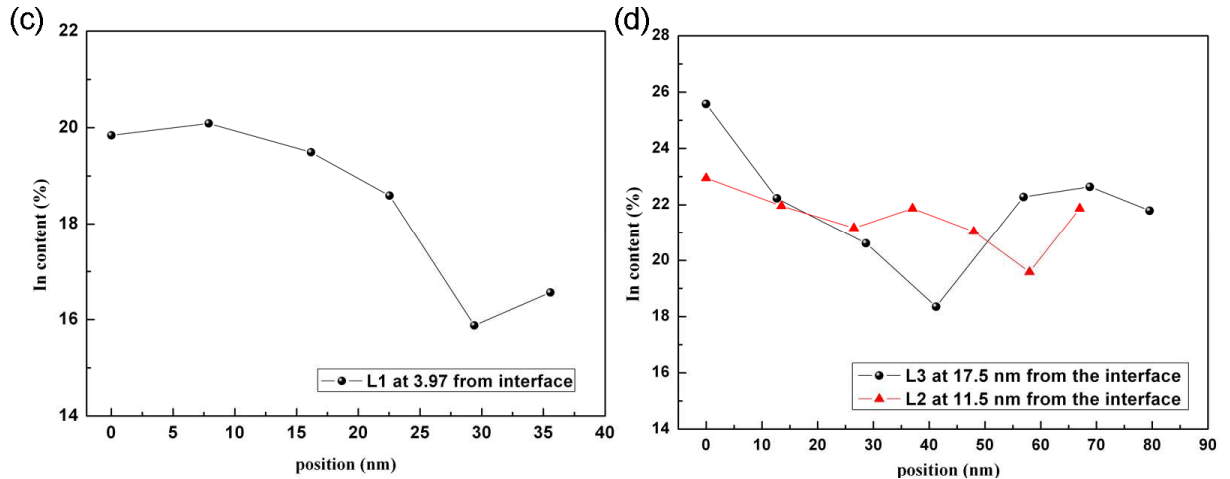 (c)
22
20
18
16
14
In content (%)
L1 at 3.97 from interface
0 5 10 15 20 25 30 35 40
position (nm)
(d)
28
26
24
22
20
18
16
14
In content (%)
L3 at 17.5 nm from the interface
L2 at 11.5 nm from the interface
0 10 20 30 40 50 60 70 80 90
position (nm)